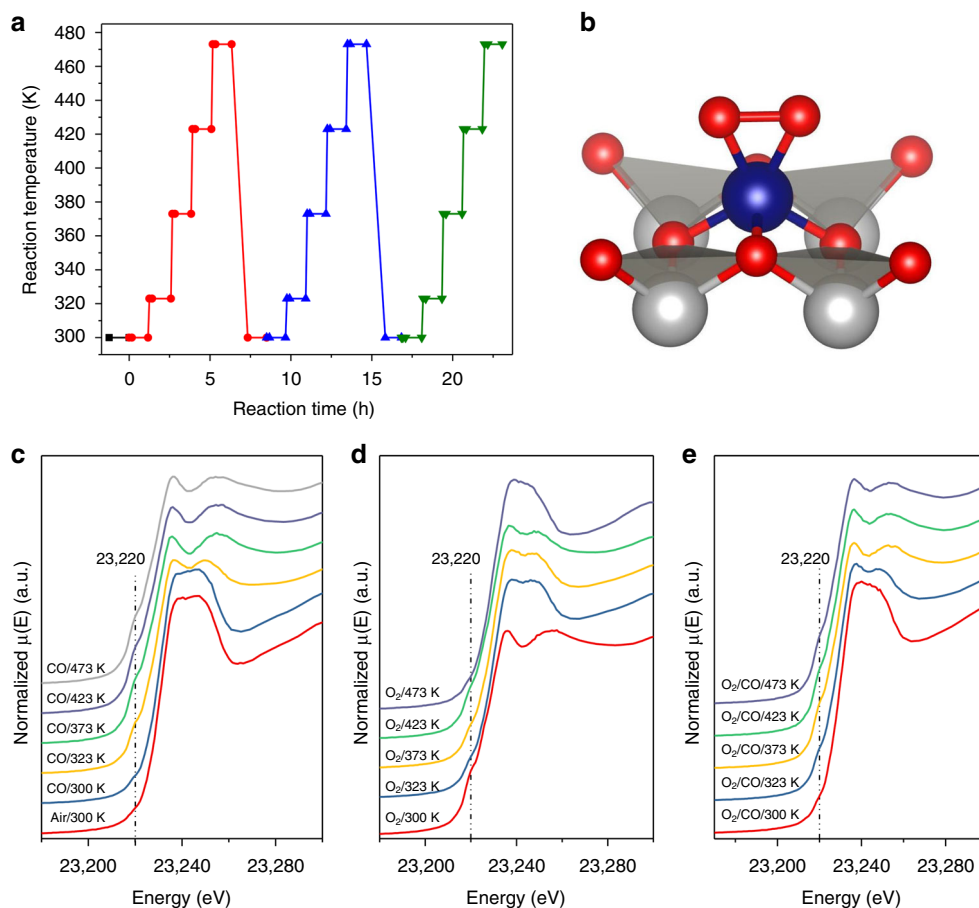 a
b
480
460
440
420
400
380
360
340
320
300
Reaction temperature (K)
0
5
10
15
20
Reaction time (h)
c
d
e
Normalized μ(E) (a.u.)
23,220
CO/473 K
CO/423 K
CO/373 K
CO/323 K
CO/300 K
Air/300 K
23,200
23,240
23,280
Energy (eV)
Normalized μ(E) (a.u.)
23,220
O₂/473 K
O₂/423 K
O₂/373 K
O₂/323 K
O₂/300 K
23,200
23,240
23,280
Energy (eV)
Normalized μ(E) (a.u.)
23,220
O₂/CO/473 K
O₂/CO/423 K
O₂/CO/373 K
O₂/CO/323 K
O₂/CO/300 K
23,200
23,240
23,280
Energy (eV)